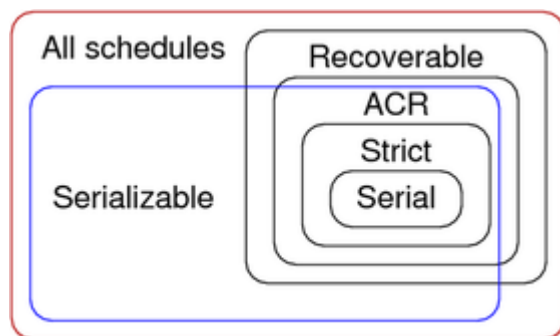 All schedules
Recoverable
ACR
Strict
Serializable
Serial